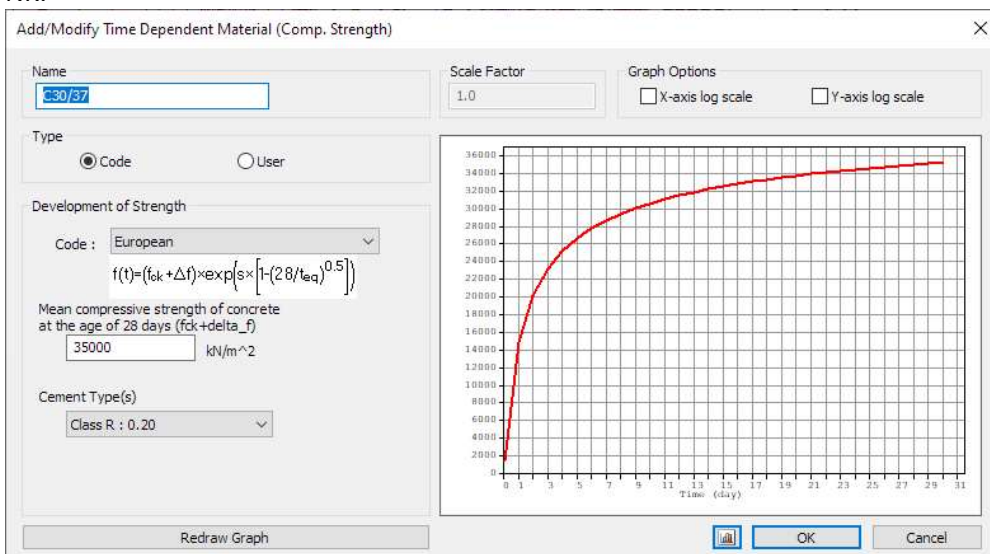 Add/Modify Time Dependent Material (Comp. Strength)
Name
C30/37
Scale Factor
1.0
Graph Options
X-axis log scale
Y-axis log scale
Type
Code
User
Development of Strength
Code :
European
f(t)=(fck+Δf)×exp{s×[1-(28/teq)^0.5]}
Mean compressive strength of concrete
at the age of 28 days (fck+delta_f)
35000
kN/m^2
Cement Type(s)
Class R : 0.20
Redraw Graph
36000
34000
32000
30000
28000
26000
24000
22000
20000
18000
16000
14000
12000
10000
8000
6000
4000
2000
0
0 1 3 5 7 9 11 13 15 17 19 21 23 25 27 29 31
Time (day)
OK
Cancel